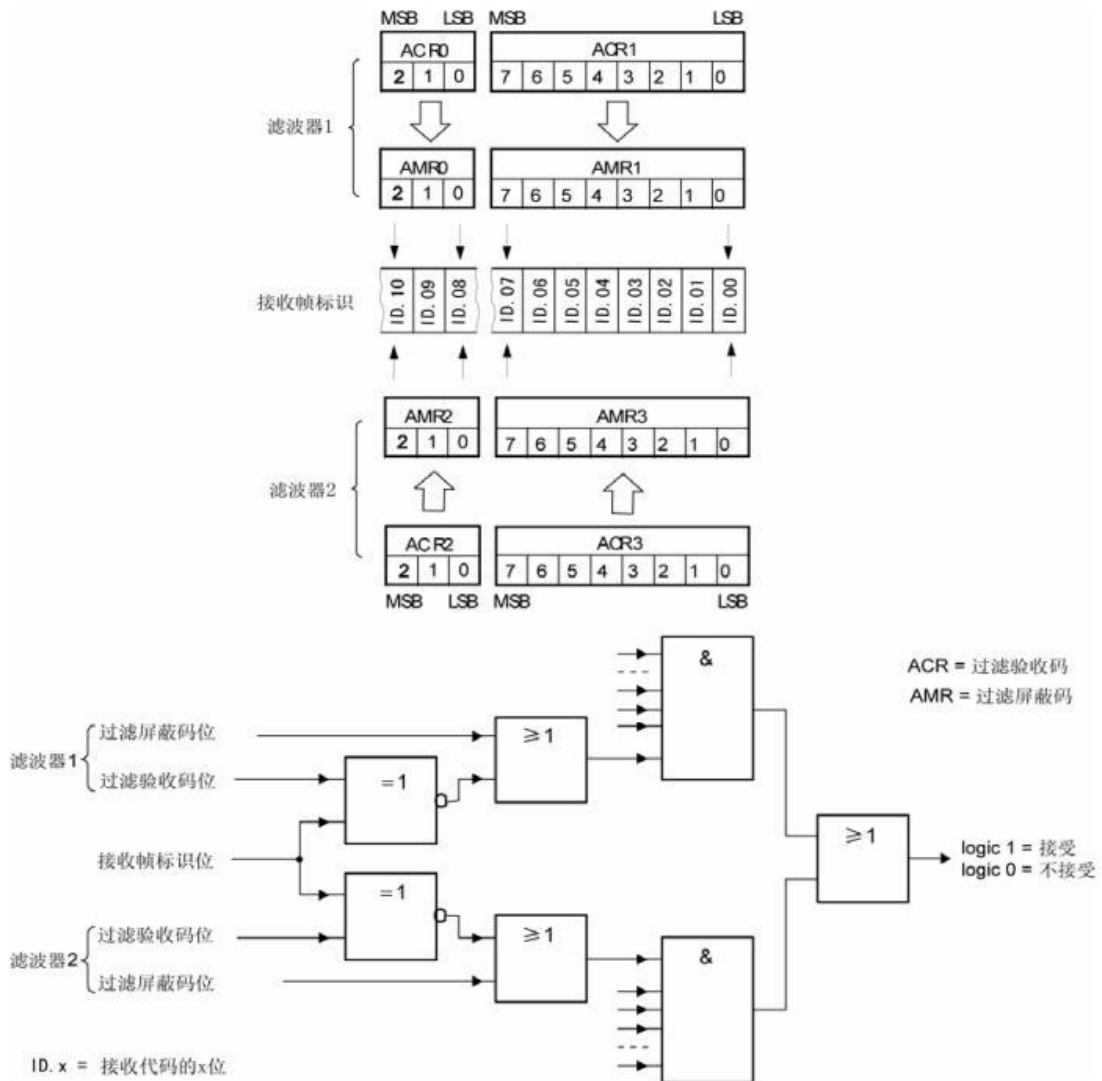 MSB LSB MSB LSB
ACR0 ACR1
2 1 0 7 6 5 4 3 2 1 0
滤波器1
AMR0 AMR1
2 1 0 7 6 5 4 3 2 1 0
接收帧标识 ID.10 ID.09 ID.08 ID.07 ID.06 ID.05 ID.04 ID.03 ID.02 ID.01 ID.00
AMR2 AMR3
2 1 0 7 6 5 4 3 2 1 0
滤波器2
ACR2 ACR3
2 1 0 7 6 5 4 3 2 1 0
MSB LSB MSB LSB
&
ACR = 过滤验收码
AMR = 过滤屏蔽码
滤波器1
过滤屏蔽码位
≥1
过滤验收码位
=1
接收帧标识位
≥1
logic 1 = 接受
logic 0 = 不接受
=1
滤波器2
过滤验收码位
≥1
&
过滤屏蔽码位
ID.x = 接收代码的x位